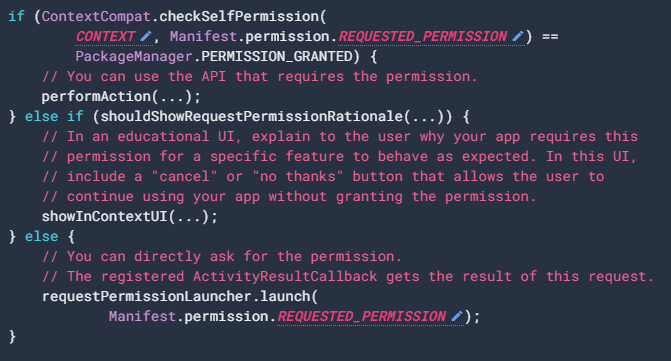 if (ContextCompat.checkSelfPermission(
CONTEXT, Manifest.permission.REQUESTED_PERMISSION) ==
PackageManager.PERMISSION_GRANTED) {
// You can use the API that requires the permission.
performAction(...);
} else if (shouldShowRequestPermissionRationale(...)) {
// In an educational UI, explain to the user why your app requires this
// permission for a specific feature to behave as expected. In this UI,
// include a "cancel" or "no thanks" button that allows the user to
// continue using your app without granting the permission.
showInContextUI(...);
} else {
// You can directly ask for the permission.
// The registered ActivityResultCallback gets the result of this request.
requestPermissionLauncher.launch(
Manifest.permission.REQUESTED_PERMISSION);
}